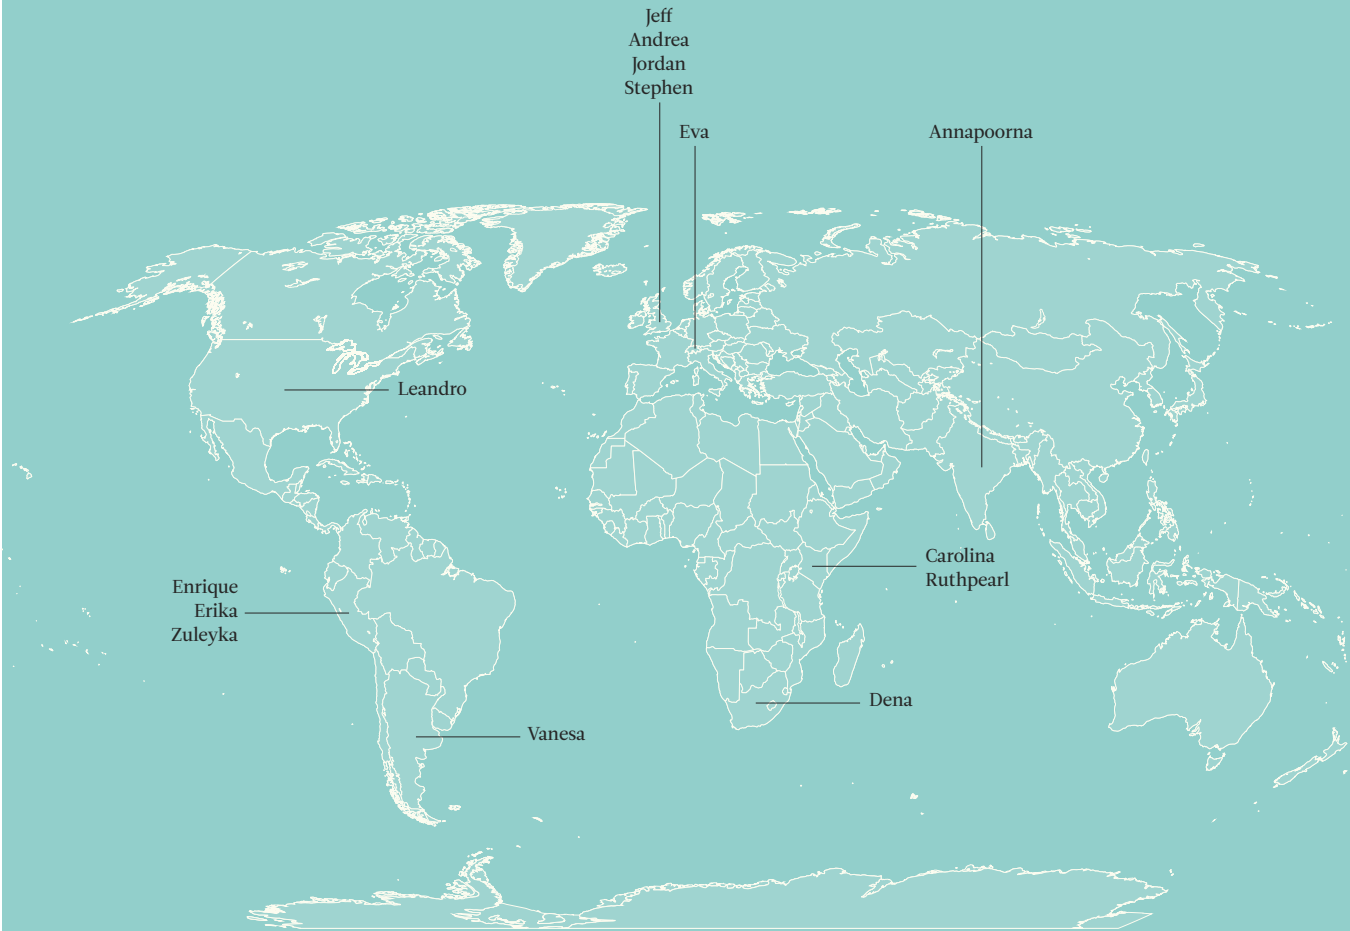 Jeff
Andrea
Jordan
Stephen
Eva
Annapoorna
Leandro
Carolina
Ruthpearl
Enrique
Erika
Zuleyka
Dena
Vanesa